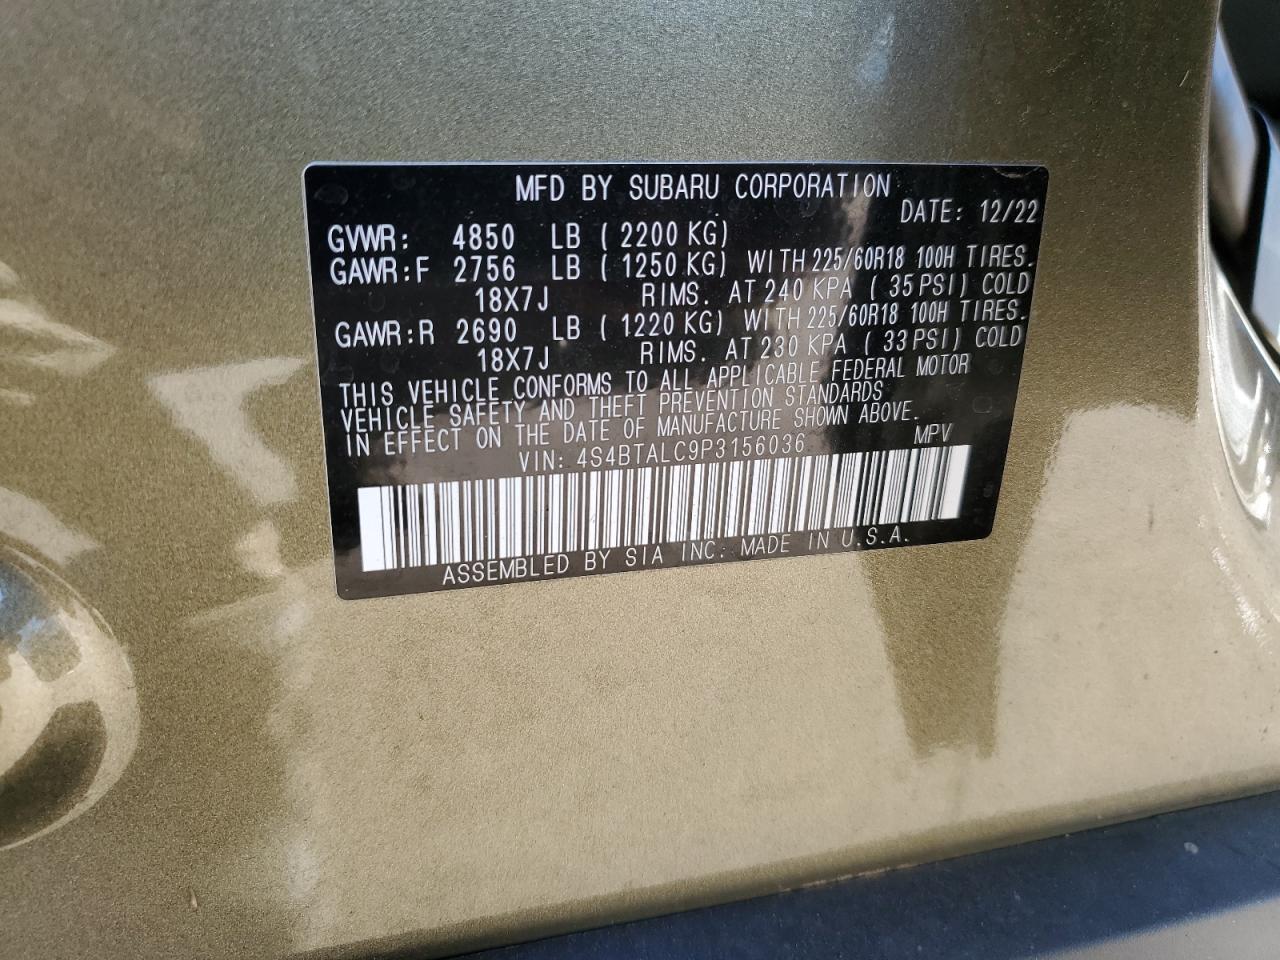 MFD BY SUBARU CORPORATION
DATE: 12/22
GVWR: 4850 LB (2200 KG)
GAWR:F 2756 LB (1250 KG) WITH 225/60R18 100H TIRES.
18X7J RIMS. AT 240 KPA (35 PSI) COLD
GAWR:R 2690 LB (1220 KG) WITH 225/60R18 100H TIRES.
18X7J RIMS. AT 230 KPA (33 PSI) COLD
THIS VEHICLE CONFORMS TO ALL APPLICABLE FEDERAL MOTOR
VEHICLE SAFETY AND THEFT PREVENTION STANDARDS
IN EFFECT ON THE DATE OF MANUFACTURE SHOWN ABOVE.
VIN: 4S4BTALC9P3156036 MPV
ASSEMBLED BY SIA INC: MADE IN U.S.A.